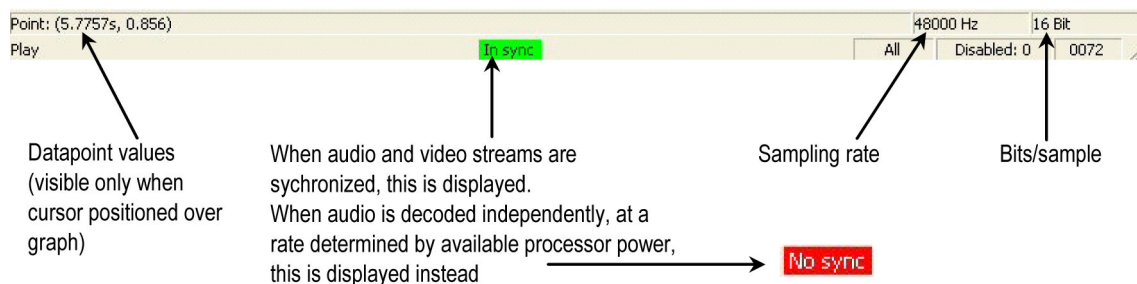 Point: (5.7757s, 0.856) 48000 Hz 16 Bit
Play In sync All Disabled: 0 0072
Datapoint values
(visible only when
cursor positioned over
graph)
When audio and video streams are
sychronized, this is displayed.
When audio is decoded independently, at a
rate determined by available processor power,
this is displayed instead
No sync
Sampling rate
Bits/sample